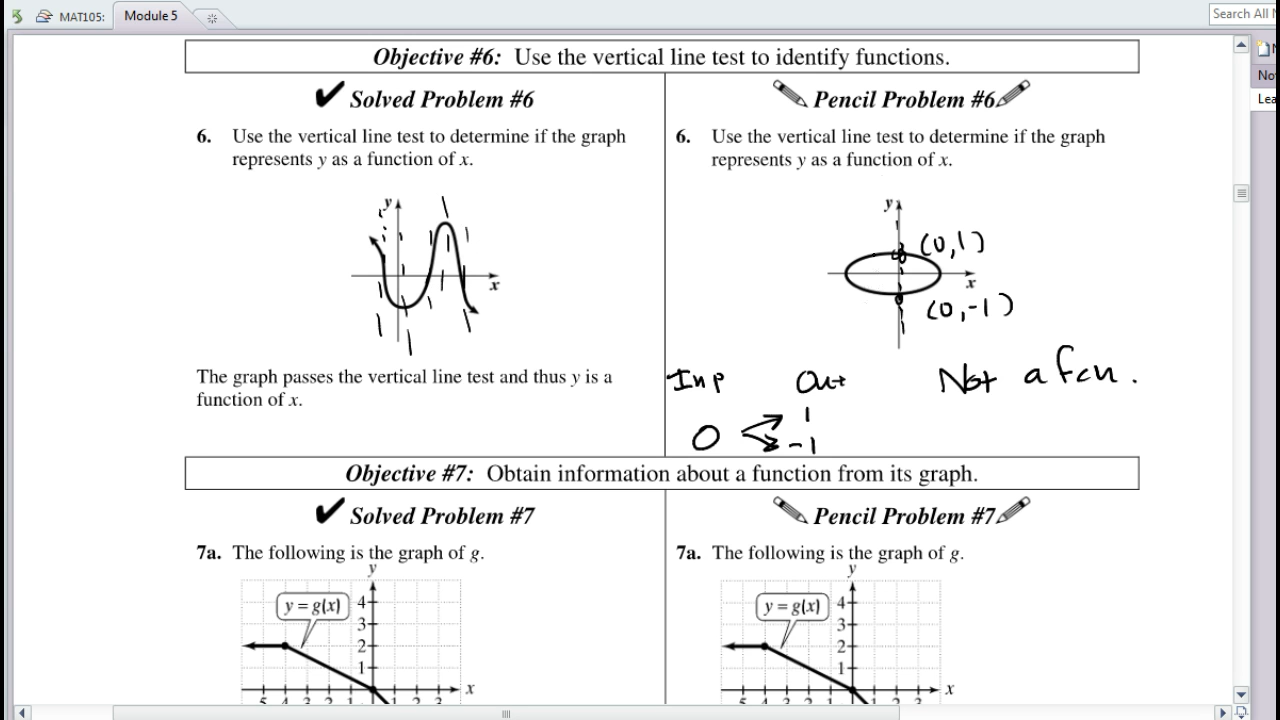 MAT105:
Module 5
Search All N
No
Lea
Objective #6: Use the vertical line test to identify functions.
✔ Solved Problem #6
6. Use the vertical line test to determine if the graph
represents y as a function of x.
y
x
The graph passes the vertical line test and thus y is a
function of x.
Pencil Problem #6
6. Use the vertical line test to determine if the graph
represents y as a function of x.
y
(0,1)
x
(0,-1)
Inp Out Not a fcn.
0 1
-1
Objective #7: Obtain information about a function from its graph.
✔ Solved Problem #7
7a. The following is the graph of g.
y
y = g(x)
4
3
2
1
x
Pencil Problem #7
7a. The following is the graph of g.
y
y = g(x)
4
3
2
1
x